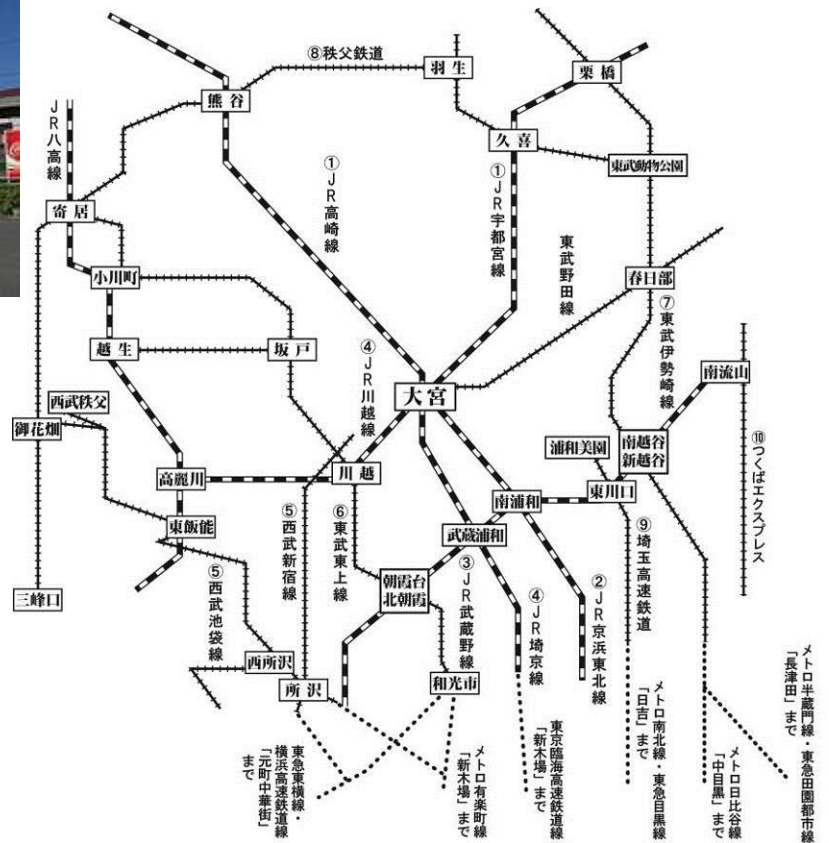 ⑧秩父鉄道
羽生
栗橋
熊谷
JR八高線
久喜
東武動物公園
①JR高崎線
①JR宇都宮線
寄居
東武野田線
小川町
春日部
⑦東武伊勢崎線
越生
坂戸
④JR川越線
南流山
西武秩父
大宮
御花畑
浦和美園
南越谷
新越谷
⑩つくばエクスプレス
高麗川
川越
南浦和
東川口
⑤西武新宿線
⑥東武東上線
東飯能
武蔵浦和
⑨埼玉高速鉄道
⑤西武池袋線
朝霞台
北朝霞
③JR武蔵野線
④JR埼京線
②JR京浜東北線
三峰口
西所沢
所沢
和光市
東急東横線・
横浜高速鉄道線
「元町中華街」
まで
メトロ有楽町線
「新木場」まで
東京臨海高速鉄道線
「新木場」まで
メトロ南北線・東急目黒線
「日吉」まで
メトロ日比谷線
「中目黒」まで
メトロ半蔵門線・東急田園都市線
「長津田」まで